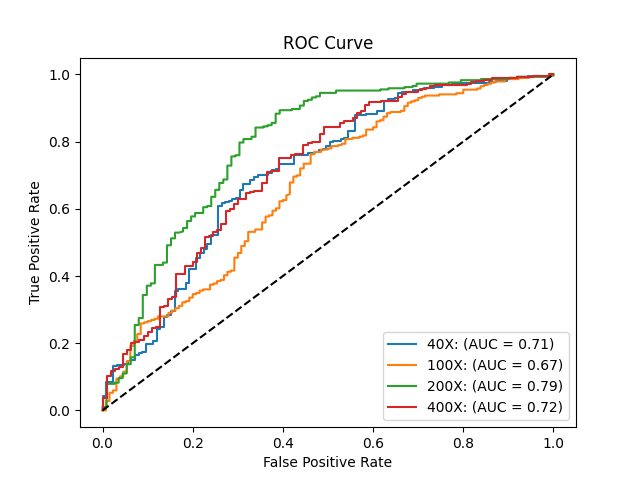 ROC Curve
True Positive Rate
1.0
0.8
0.6
0.4
0.2
0.0
40X: (AUC = 0.71)
100X: (AUC = 0.67)
200X: (AUC = 0.79)
400X: (AUC = 0.72)
0.0 0.2 0.4 0.6 0.8 1.0
False Positive Rate